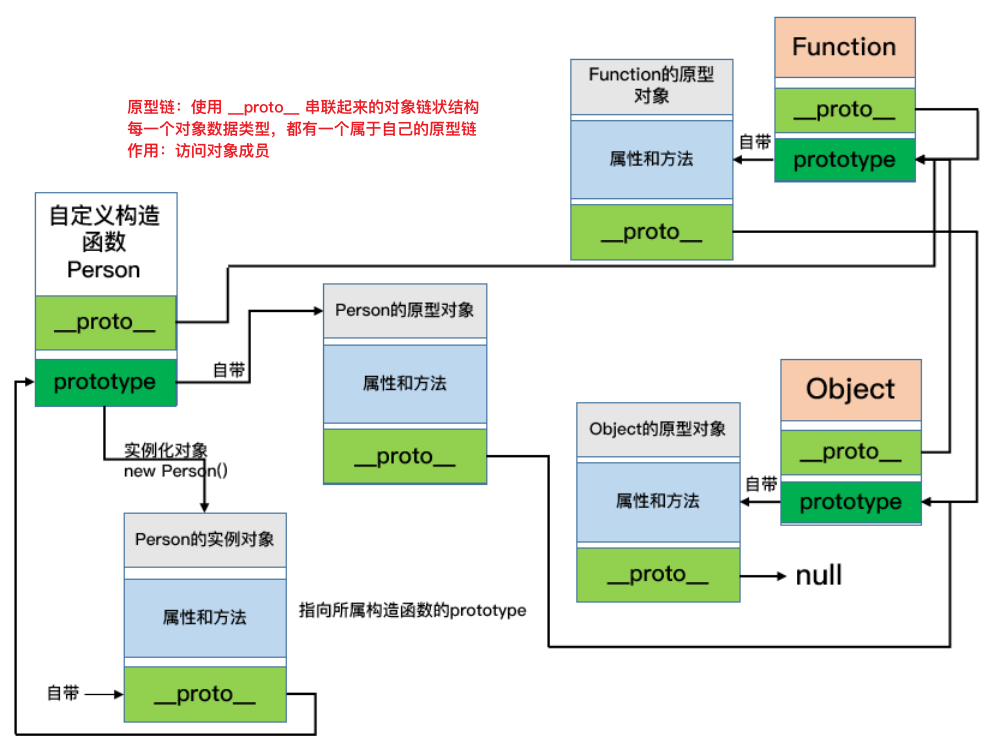 原型链：使用 __proto__ 串联起来的对象链状结构
每一个对象数据类型，都有一个属于自己的原型链
作用：访问对象成员
Function
__proto__
prototype
自带
Function的原型
对象
属性和方法
__proto__
自定义构造
函数
Person
__proto__
prototype
自带
Person的原型对象
属性和方法
__proto__
Object
__proto__
prototype
自带
Object的原型对象
属性和方法
__proto__
null
实例化对象
new Person()
Person的实例对象
属性和方法
指向所属构造函数的prototype
自带
__proto__